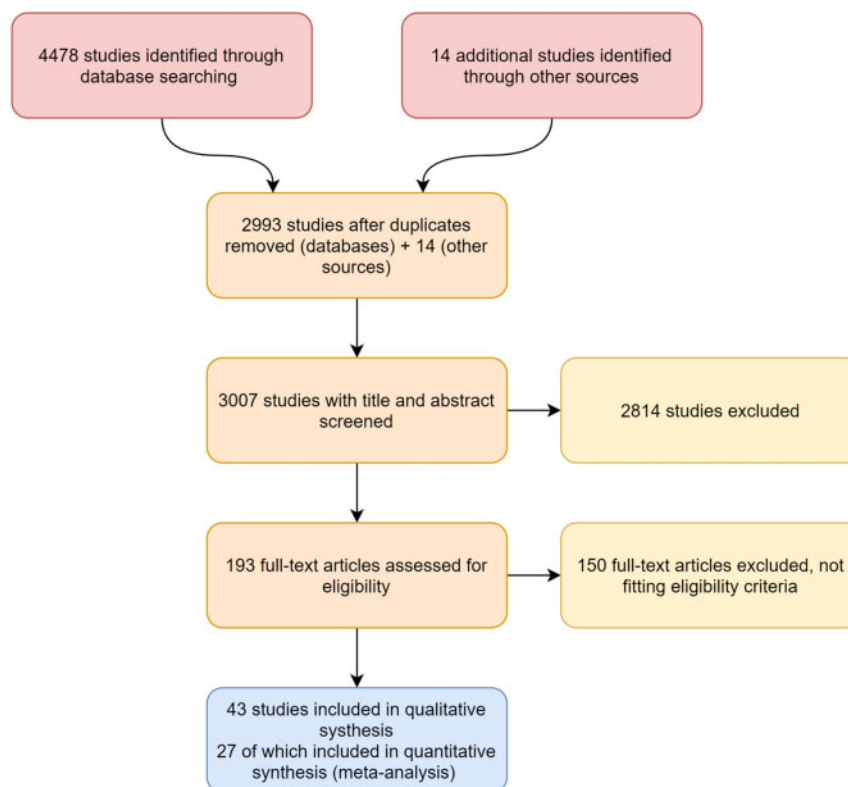 4478 studies identified through
database searching
14 additional studies identified
through other sources
2993 studies after duplicates
removed (databases) + 14 (other
sources)
3007 studies with title and abstract
screened
2814 studies excluded
193 full-text articles assessed for
eligibility
150 full-text articles excluded, not
fitting eligibility criteria
43 studies included in qualitative
systhesis
27 of which included in quantitative
synthesis (meta-analysis)